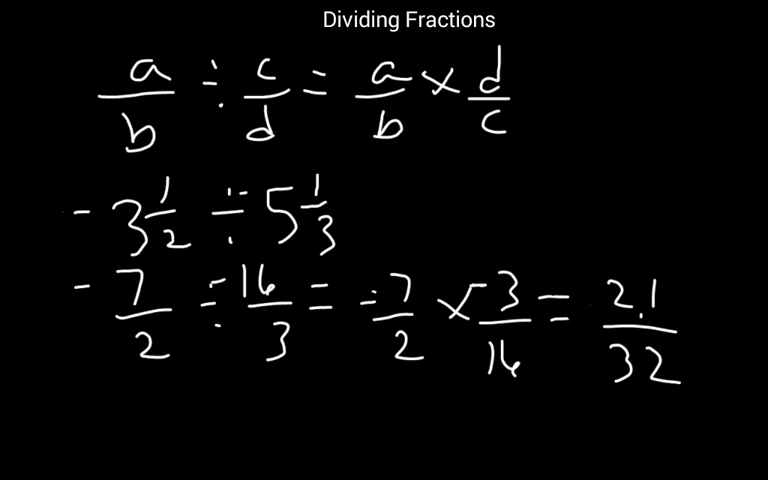 Dividing Fractions
a/b ÷ c/d = a/b × d/c
- 3 1/2 ÷ 5 1/3
- 7/2 ÷ 16/3 = -7/2 × 3/16 = 21/32